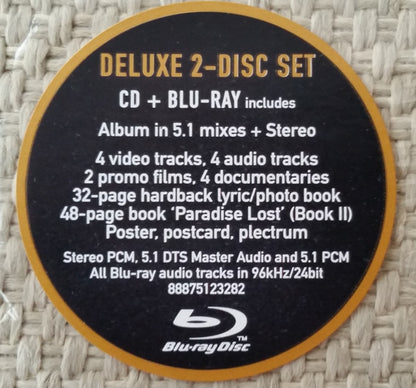 DELUXE 2-DISC SET
CD + BLU-RAY includes
Album in 5.1 mixes + Stereo
4 video tracks, 4 audio tracks
2 promo films, 4 documentaries
32-page hardback lyric/photo book
48-page book 'Paradise Lost' (Book II)
Poster, postcard, plectrum
Stereo PCM, 5.1 DTS Master Audio and 5.1 PCM
All Blu-ray audio tracks in 96kHz/24bit
88875123282
Blu-ray Disc™